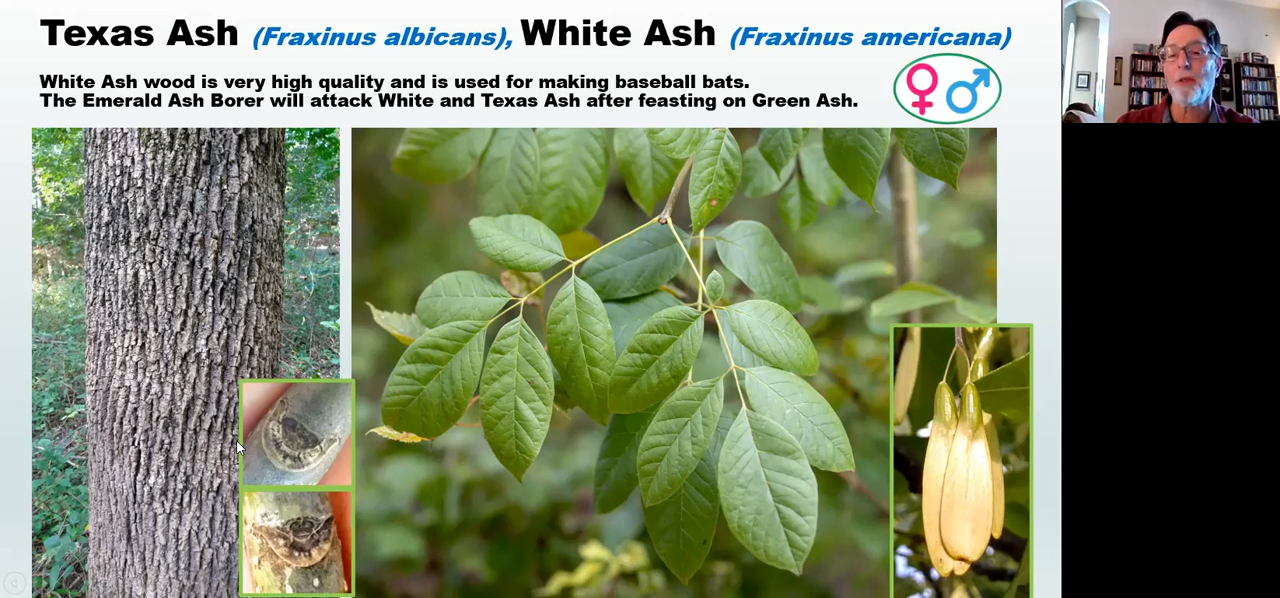 Texas Ash (Fraxinus albicans), White Ash (Fraxinus americana)
White Ash wood is very high quality and is used for making baseball bats.
The Emerald Ash Borer will attack White and Texas Ash after feasting on Green Ash.